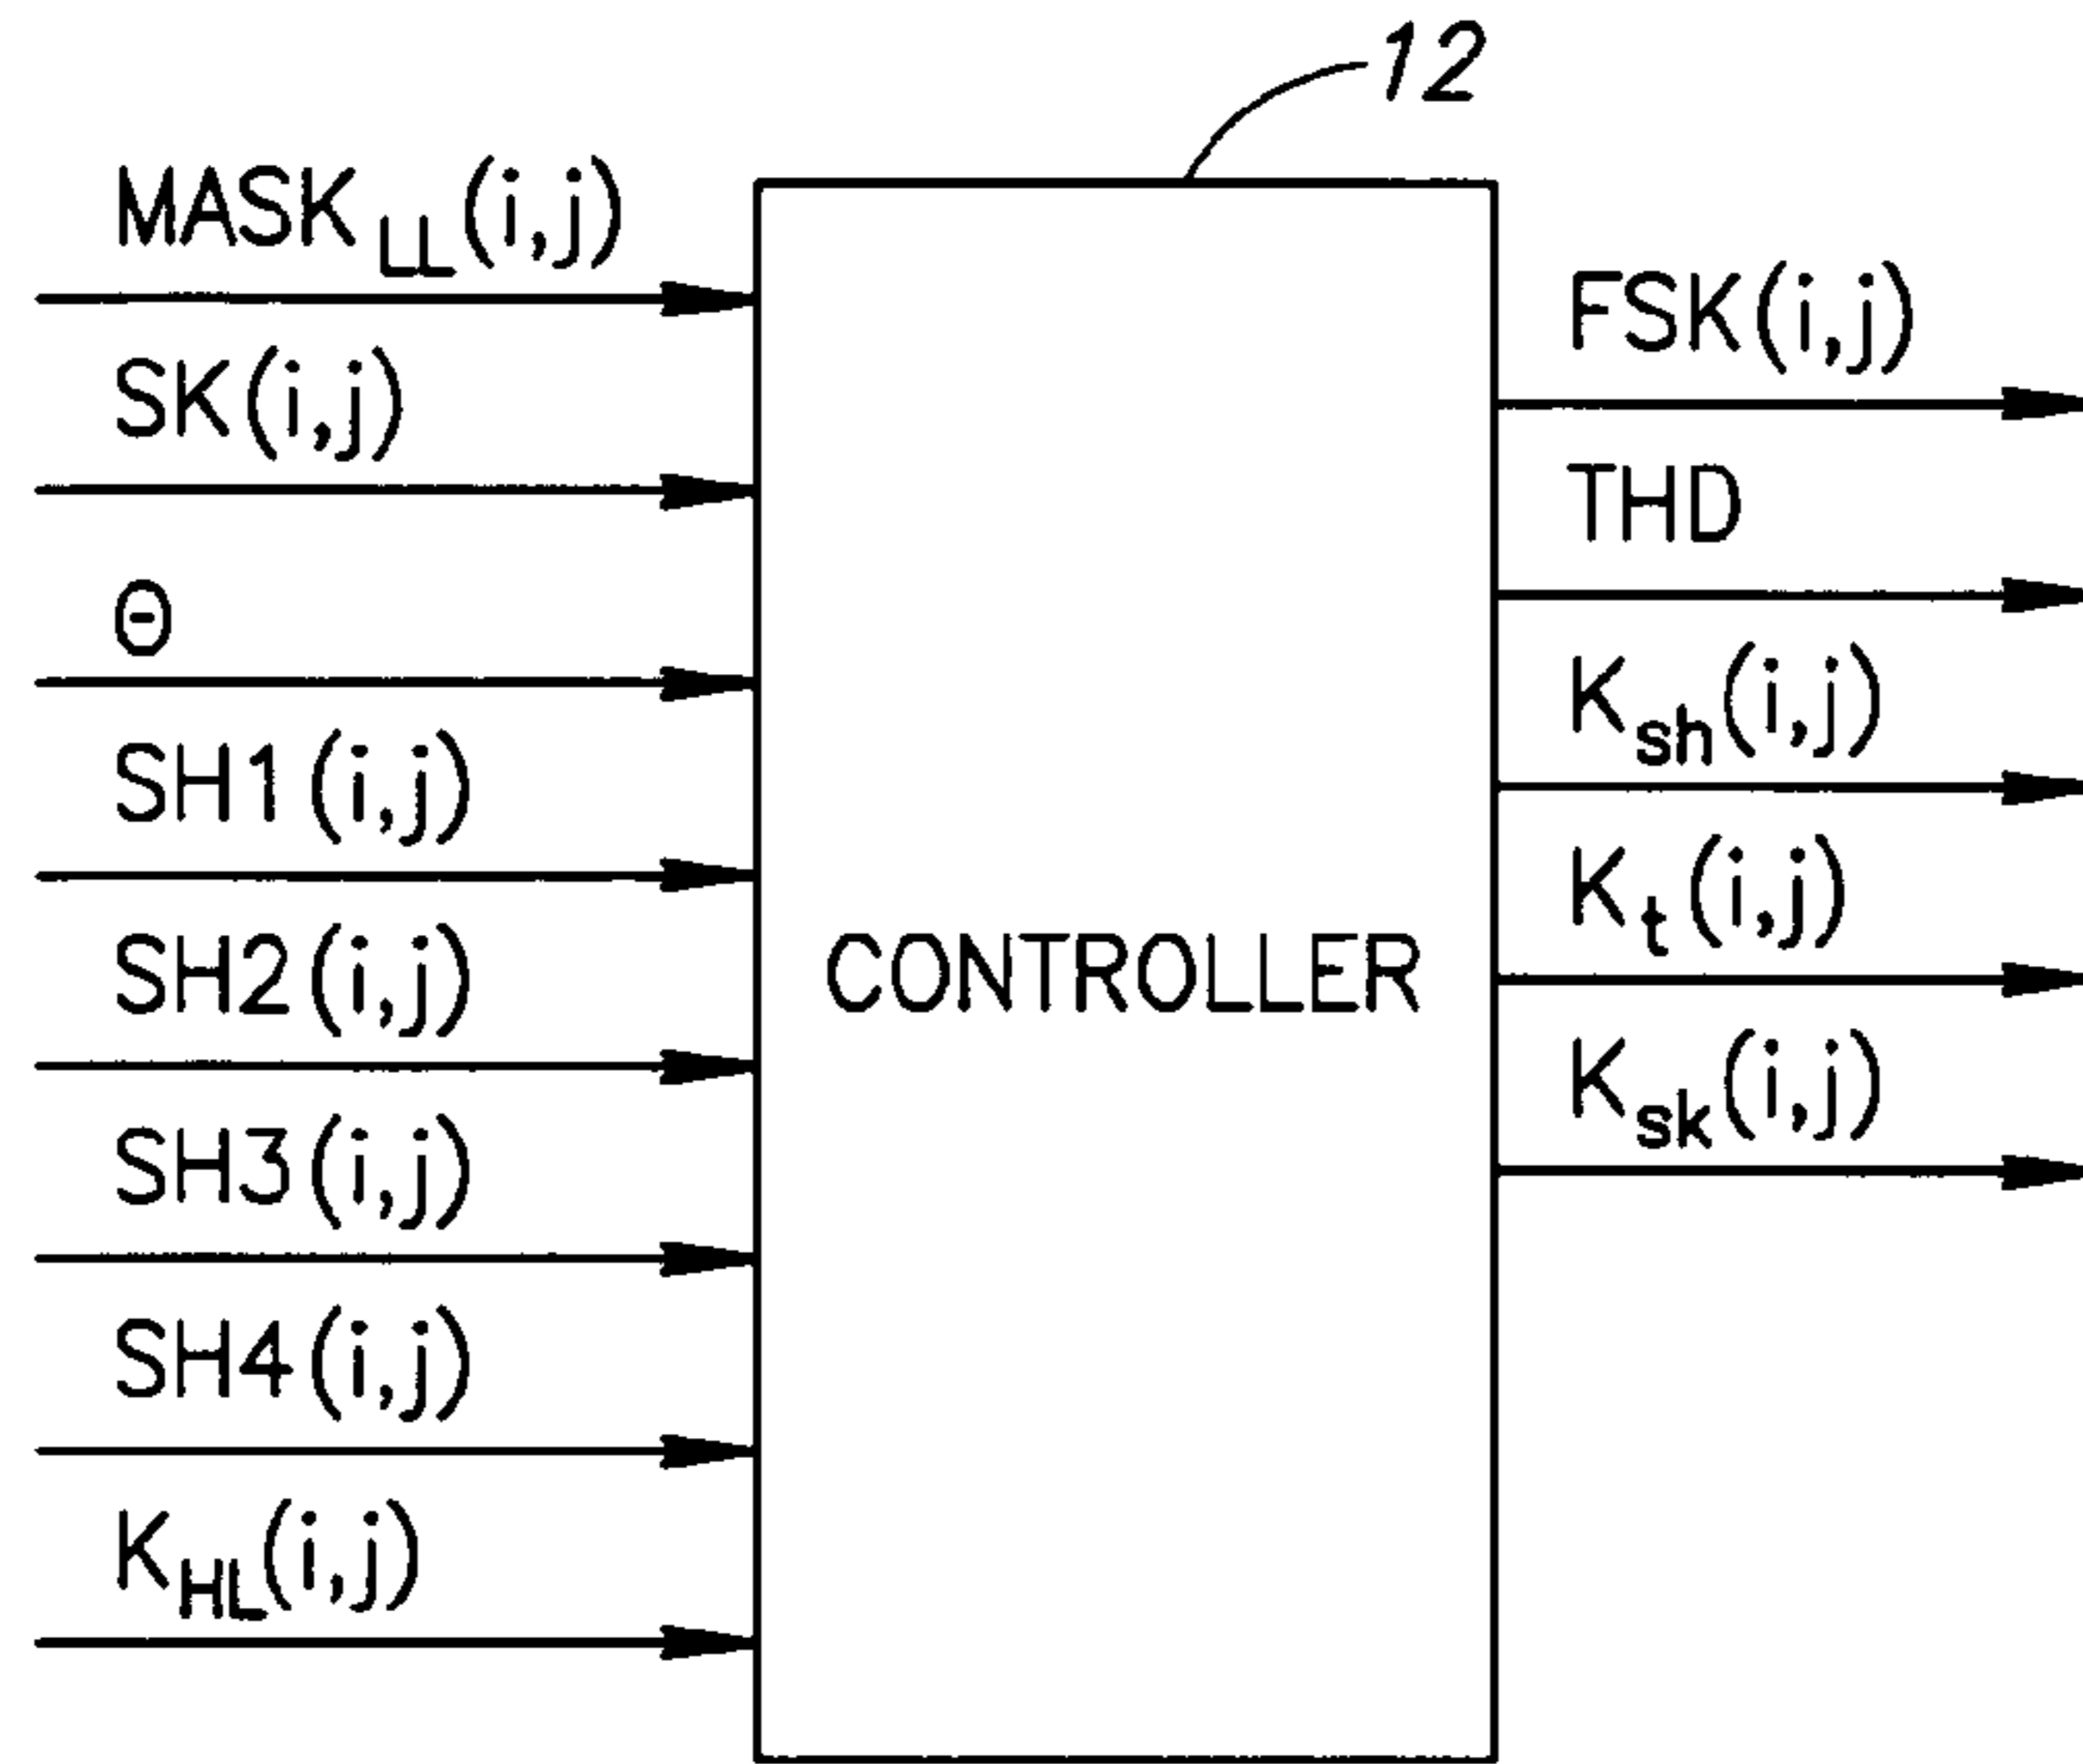 12
MASK_LL(i,j)
SK(i,j)
Θ
SH1(i,j)
SH2(i,j)
SH3(i,j)
SH4(i,j)
K_HL(i,j)
CONTROLLER
FSK(i,j)
THD
K_sh(i,j)
K_t(i,j)
K_sk(i,j)